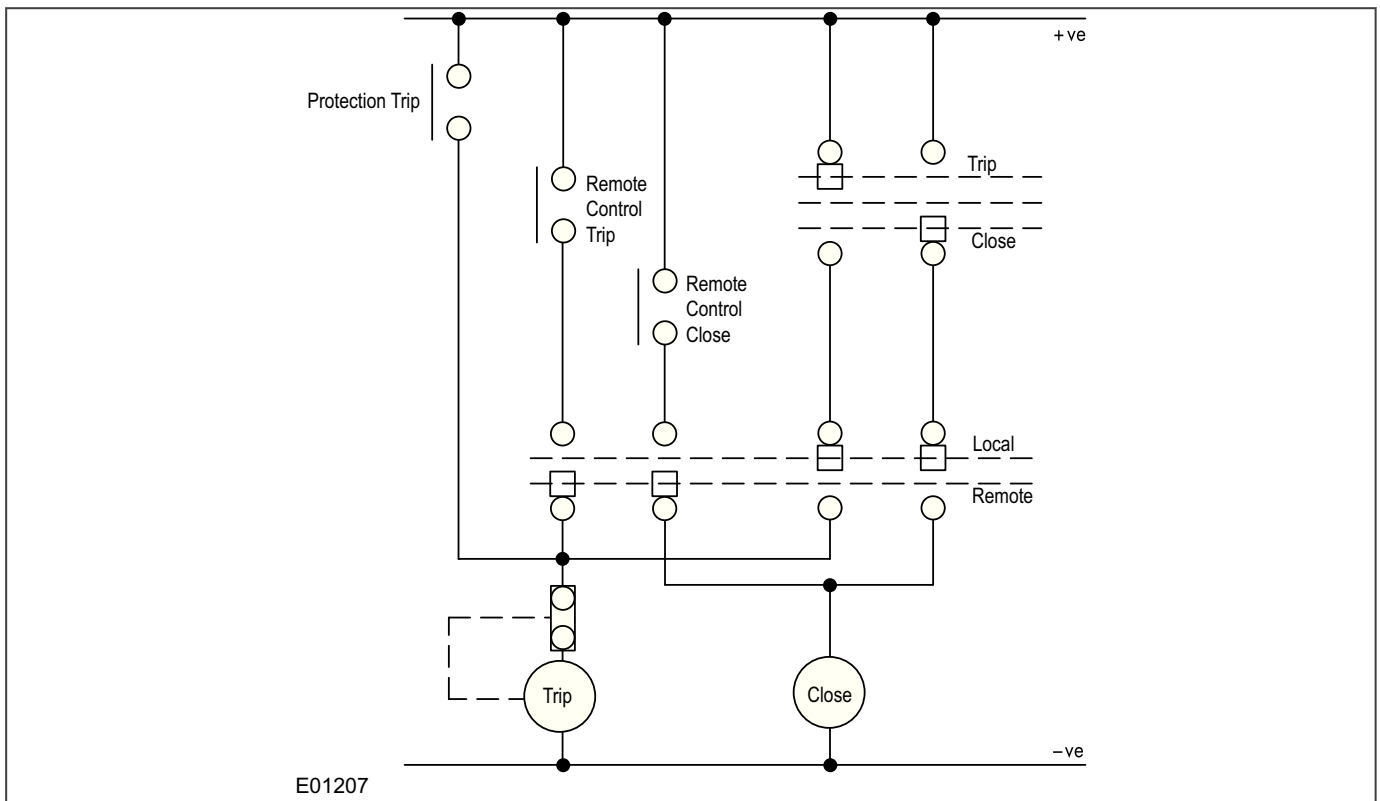 +ve
Protection Trip
Trip
Remote
Control
Trip
Close
Remote
Control
Close
Local
Remote
Trip
Close
−ve
E01207